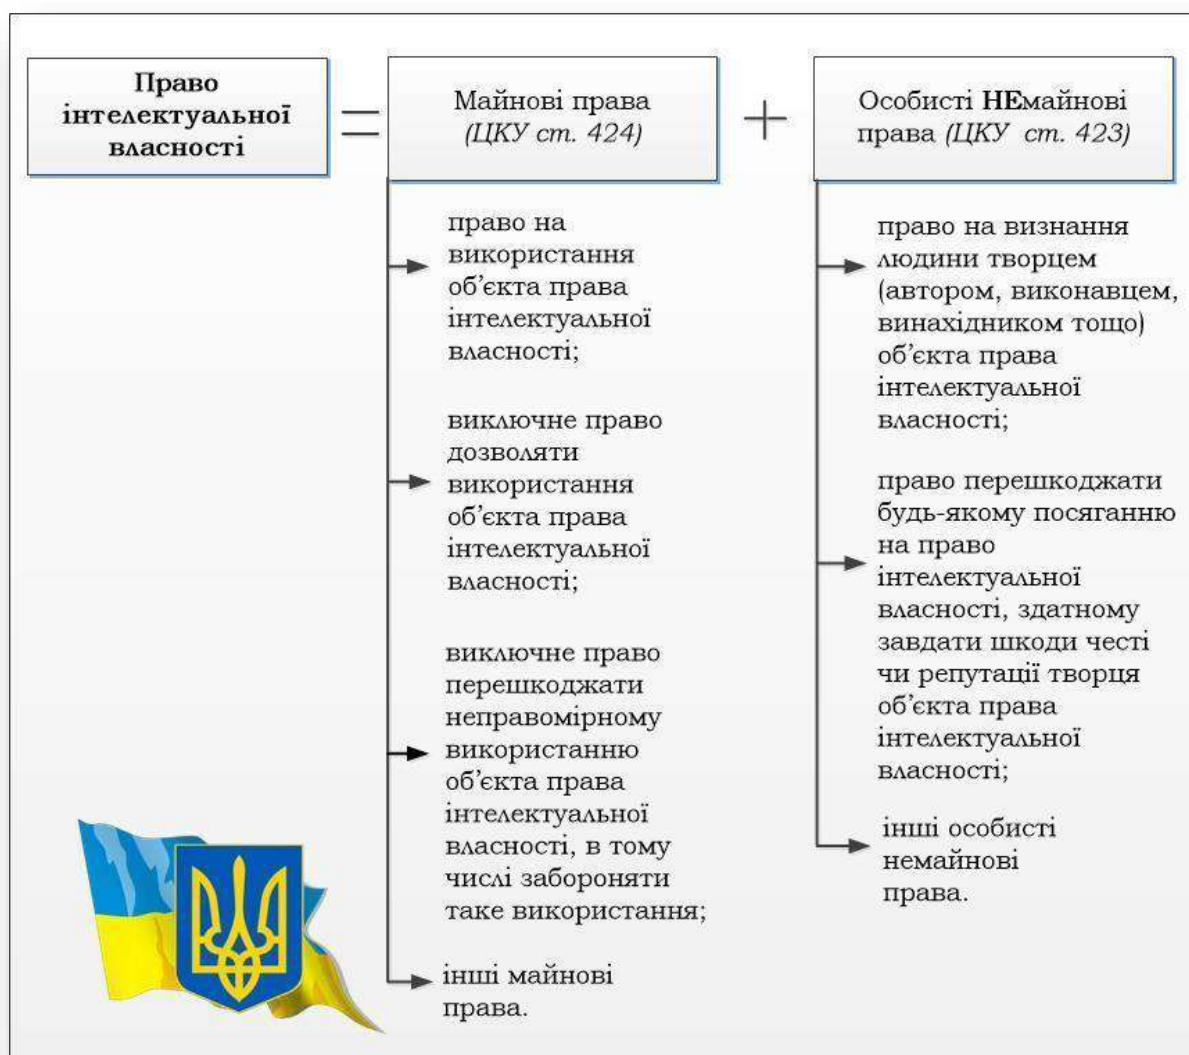 Право
інтелектуальної
власності
=
Майнові права
(ЦКУ ст. 424)
+
Особисті НЕмайнові
права (ЦКУ ст. 423)
право на
використання
об’єкта права
інтелектуальної
власності;
виключне право
дозволяти
використання
об’єкта права
інтелектуальної
власності;
виключне право
перешкоджати
неправомірному
використанню
об’єкта права
інтелектуальної
власності, в тому
числі забороняти
таке використання;
інші майнові
права.
право на визнання
людини творцем
(автором, виконавцем,
винахідником тощо)
об’єкта права
інтелектуальної
власності;
право перешкоджати
будь-якому посяганню
на право
інтелектуальної
власності, здатному
завдати шкоди честі
чи репутації творця
об’єкта права
інтелектуальної
власності;
інші особисті
немайнові
права.